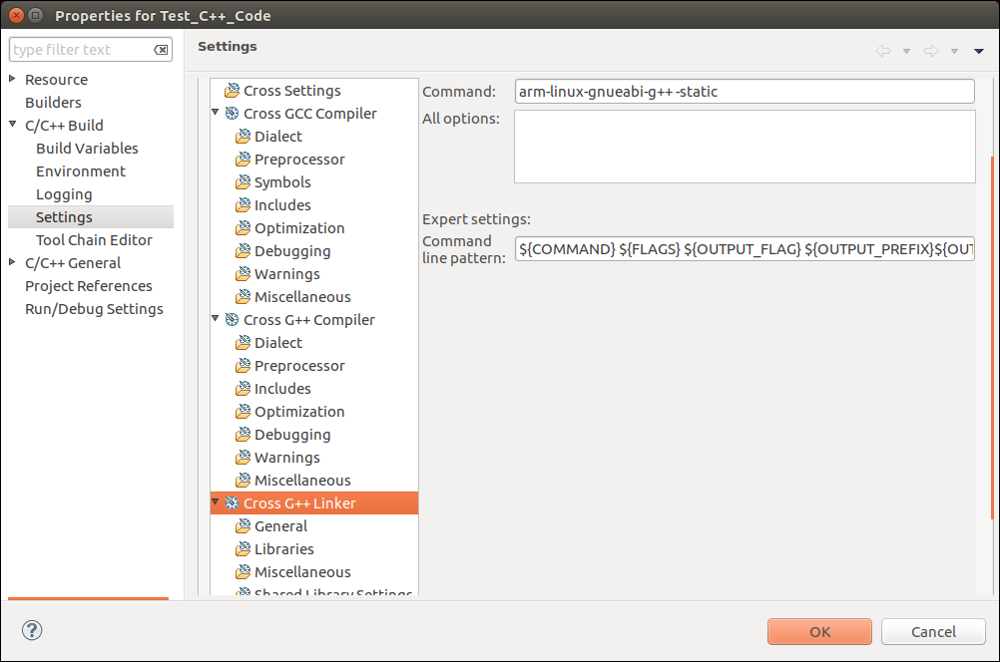 Properties for Test_C++_Code
type filter text
Resource
Builders
C/C++ Build
Build Variables
Environment
Logging
Settings
Tool Chain Editor
C/C++ General
Project References
Run/Debug Settings
Settings
Cross Settings
Cross GCC Compiler
Dialect
Preprocessor
Symbols
Includes
Optimization
Debugging
Warnings
Miscellaneous
Cross G++ Compiler
Dialect
Preprocessor
Includes
Optimization
Debugging
Warnings
Miscellaneous
Cross G++ Linker
General
Libraries
Miscellaneous
Shared Library Settings
Command: arm-linux-gnueabi-g++ -static
All options:
Expert settings:
Command
line pattern: ${COMMAND} ${FLAGS} ${OUTPUT_FLAG} ${OUTPUT_PREFIX}${OUT
?
OK
Cancel